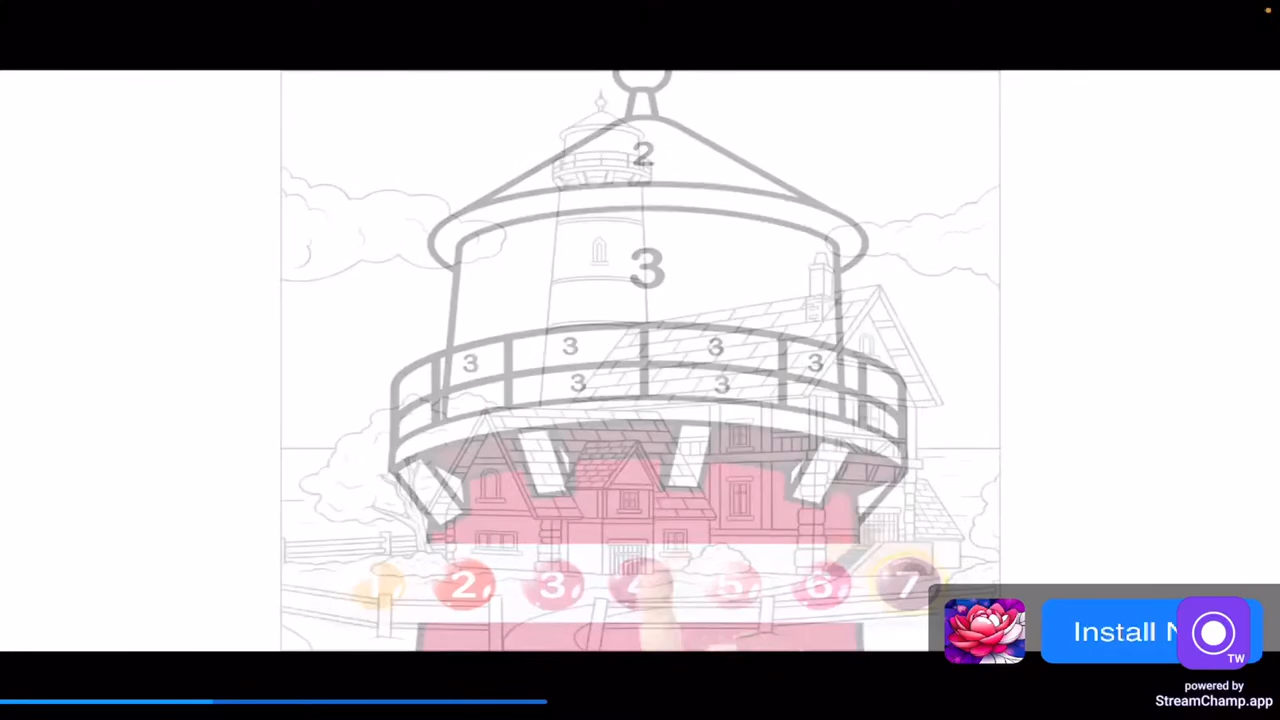 2
3
3 3 3 3
3 3
1 2 3 4 5 6 7
Install
TW
powered by
StreamChamp.app